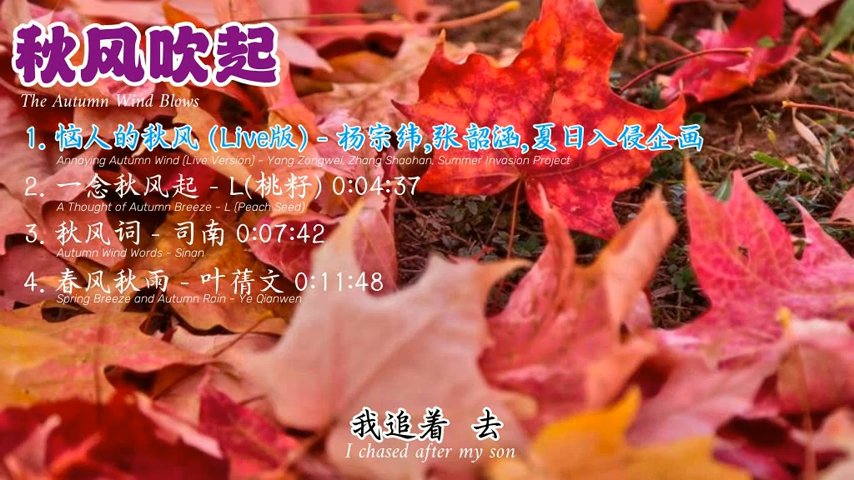 秋风吹起
The Autumn Wind Blows
1. 恼人的秋风 (Live版) - 杨宗纬,张韶涵,夏日入侵企画
Annoying Autumn Wind (Live Version) - Yang Zongwei, Zhang Shaohan, Summer Invasion Project
2. 一念秋风起 - L(桃籽) 0:04:37
A Thought of Autumn Breeze - L (Peach Seed)
3. 秋风词 - 司南 0:07:42
Autumn Wind Words - Sinan
4. 春风秋雨 - 叶蒨文 0:11:48
Spring Breeze and Autumn Rain - Ye Qianwen
我追着 去
I chased after my son